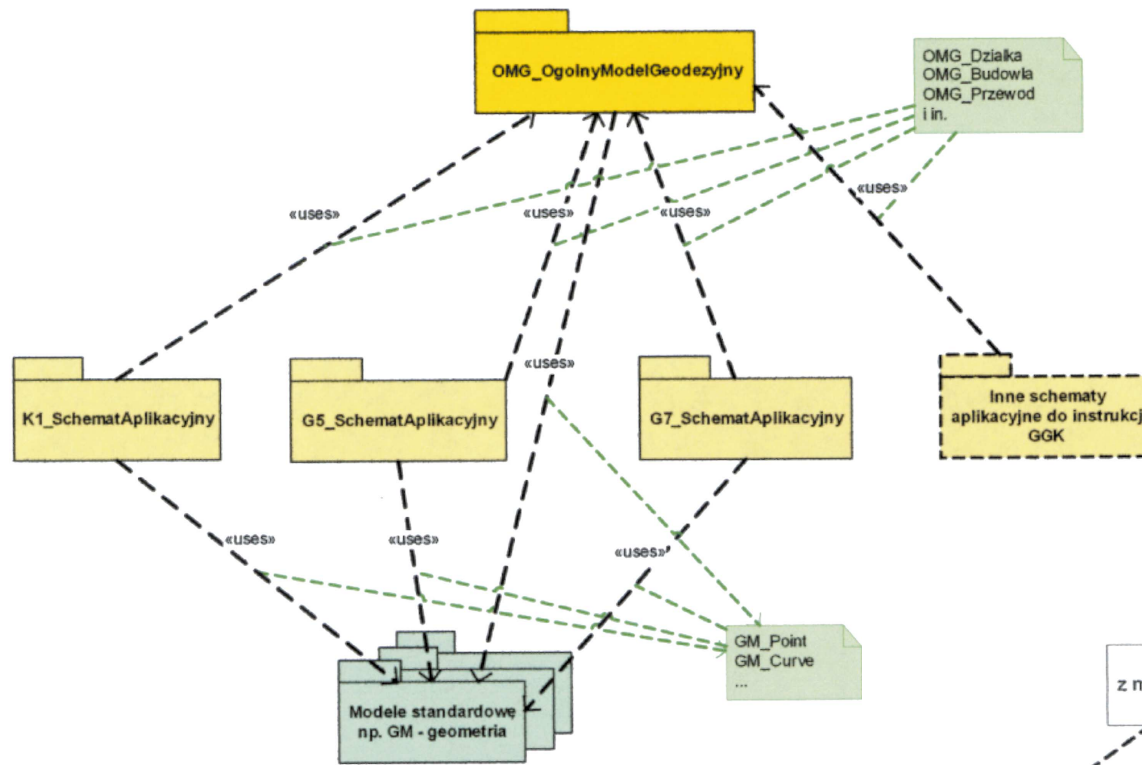 OMG_OgolnyModelGeodezyjny
OMG_Dzialka
OMG_Budowla
OMG_Przewod
i in.
«uses»
«uses»
«uses»
«uses»
«uses»
K1_SchematAplikacyjny
G5_SchematAplikacyjny
G7_SchematAplikacyjny
Inne schematy
aplikacyjne do instrukcj
GGK
«uses»
«uses»
«uses»
GM_Point
GM_Curve
...
Modele standardowę
np. GM - geometria